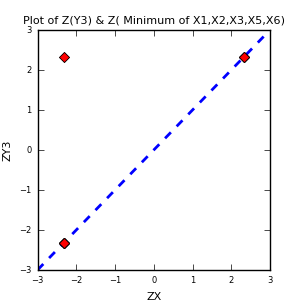 Plot of Z(Y3) & Z( Minimum of X1,X2,X3,X5,X6)
3
2
1
0
−1
−2
−3
ZY3
−3 −2 −1 0 1 2 3
ZX